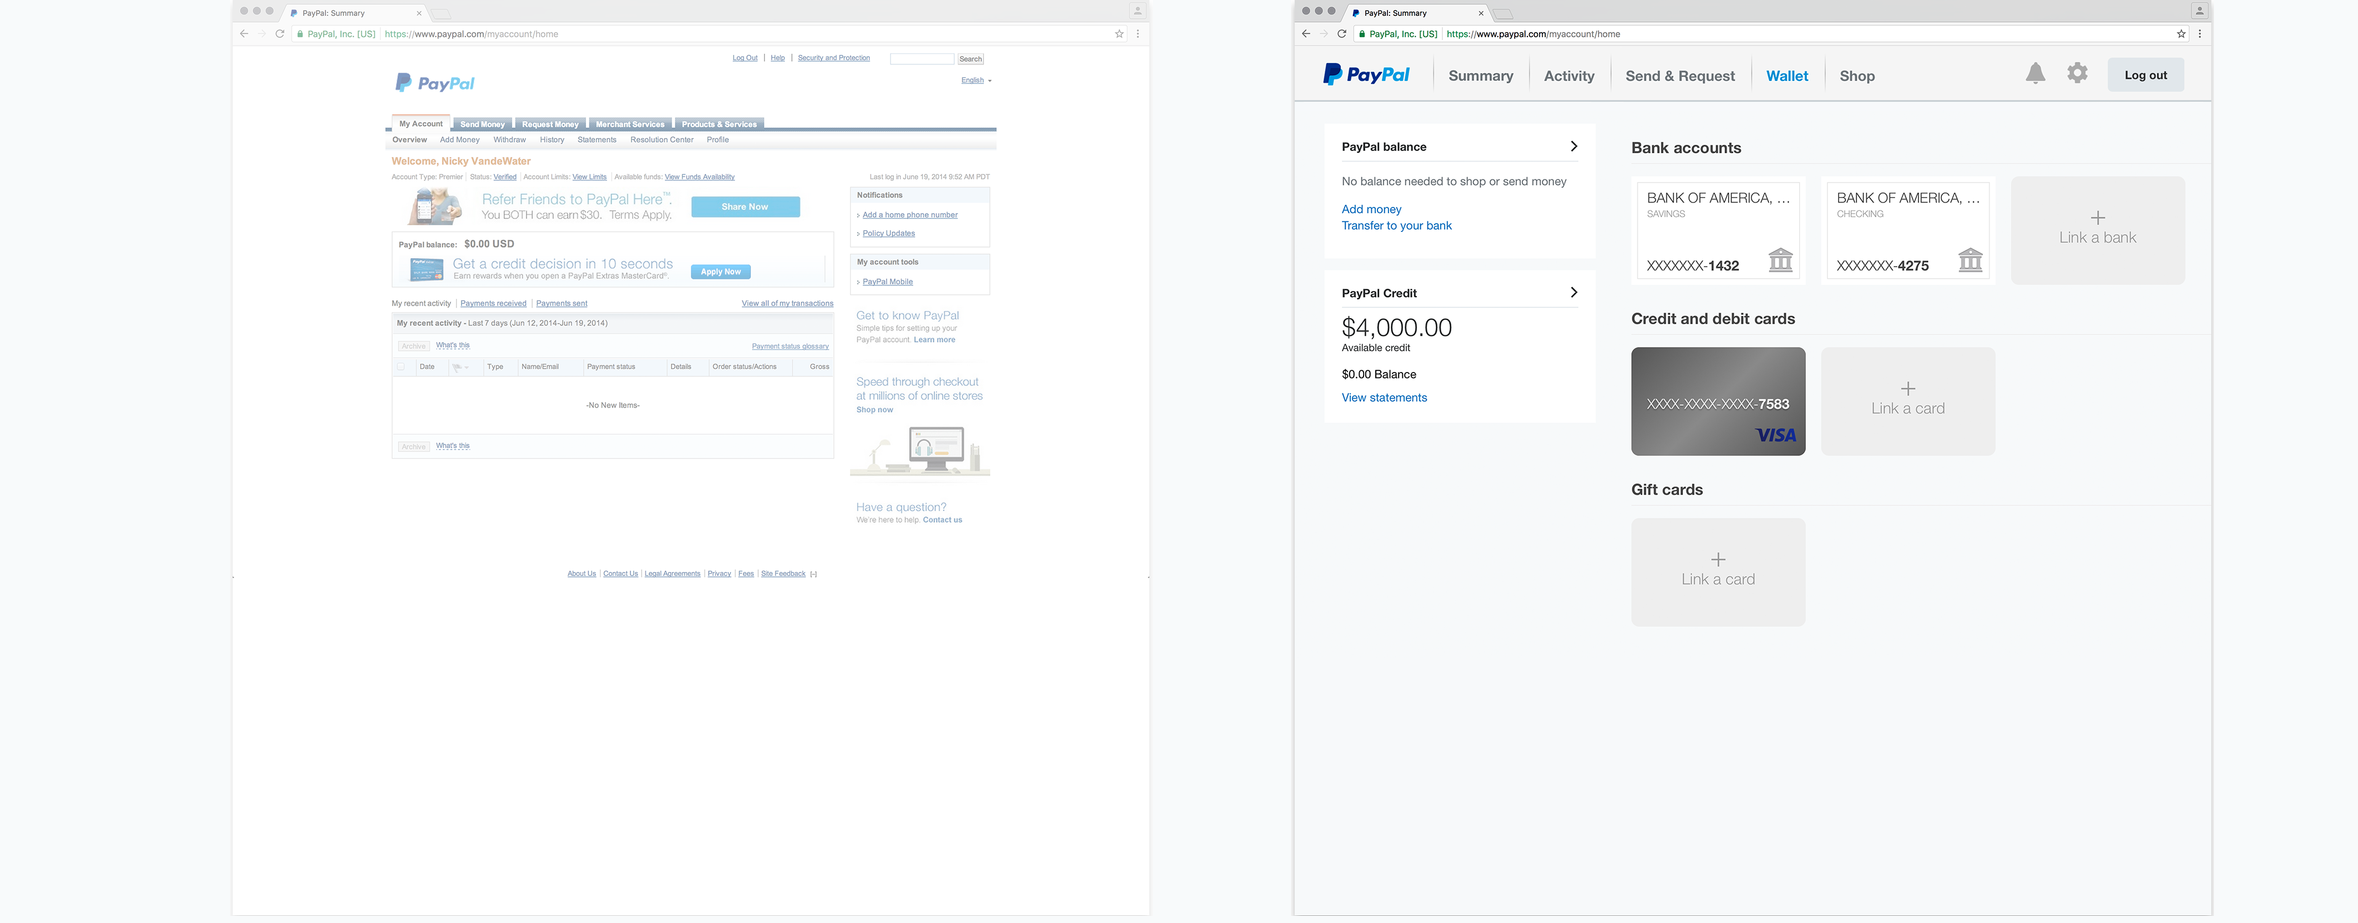 PayPal: Summary
PayPal, Inc. [US] https://www.paypal.com/myaccount/home
Log Out Help Security and Protection Search
English
PayPal
My Account Send Money Request Money Merchant Services Products & Services
Overview Add Money Withdraw History Statements Resolution Center Profile
Welcome, Nicky VandeWater
Account Type: Premier Status: Verified Account Limits: View Limits Available funds: View Funds Availability
Last log in June 19, 2014 9:52 AM PDT
Refer Friends to PayPal Here™.
You BOTH can earn $30. Terms Apply.
Share Now
PayPal balance: $0.00 USD
Get a credit decision in 10 seconds
Earn rewards when you open a PayPal Extras MasterCard®.
Apply Now
My recent activity Payments received Payments sent View all of my transactions
My recent activity - Last 7 days (Jun 12, 2014-Jun 19, 2014)
Archive What's this Payment status glossary
Date Type Name/Email Payment status Details Order status/Actions Gross
-No New Items-
Archive What's this
Notifications
Add a home phone number
Policy Updates
My account tools
PayPal Mobile
Get to know PayPal
Simple tips for setting up your
PayPal account. Learn more
Speed through checkout
at millions of online stores
Shop now
Have a question?
We're here to help. Contact us
About Us Contact Us Legal Agreements Privacy Fees Site Feedback [-]
PayPal: Summary
PayPal, Inc. [US] https://www.paypal.com/myaccount/home
PayPal Summary Activity Send & Request Wallet Shop Log out
PayPal balance
No balance needed to shop or send money
Add money
Transfer to your bank
PayPal Credit
$4,000.00
Available credit
$0.00 Balance
View statements
Bank accounts
BANK OF AMERICA, ...
SAVINGS
XXXXXXX-1432
BANK OF AMERICA, ...
CHECKING
XXXXXXX-4275
Link a bank
Credit and debit cards
XXXX-XXXX-XXXX-7583
VISA
Link a card
Gift cards
Link a card